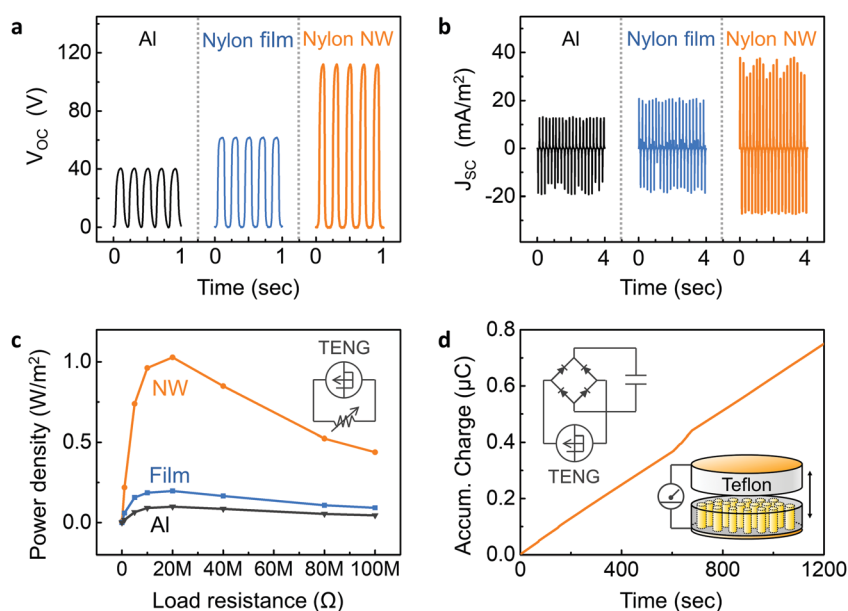 a
Al
Nylon film
Nylon NW
120
80
40
0
V_OC (V)
0 1
0 1
0 1
Time (sec)
b
Al
Nylon film
Nylon NW
40
20
0
-20
J_SC (mA/m²)
0 4
0 4
0 4
Time (sec)
c
1.0
0.5
0.0
Power density (W/m²)
TENG
NW
Film
Al
0 20M 40M 60M 80M 100M
Load resistance (Ω)
d
0.8
0.6
0.4
0.2
0.0
Accum. Charge (µC)
TENG
Teflon
0 400 800 1200
Time (sec)